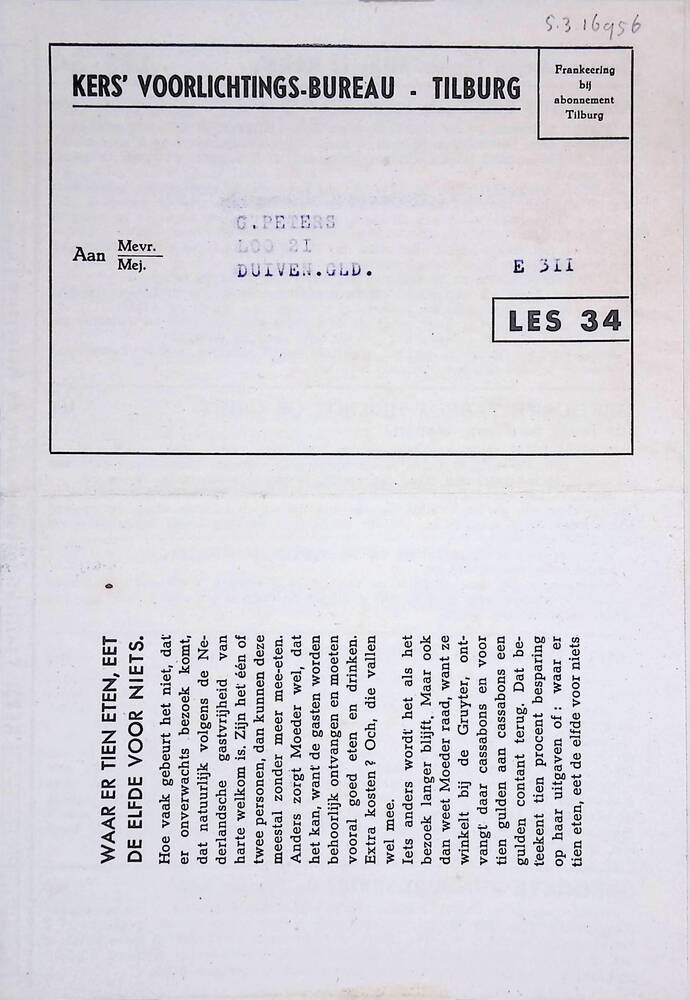 5.3.16956
KERS' VOORLICHTINGS-BUREAU - TILBURG
Frankeering
bij
abonnement
Tilburg
Aan Mevr.
Mej.
G.PETERS
LOO 2I
DUIVEN.GLD.
E 3II
LES 34
WAAR ER TIEN ETEN, EET
DE ELFDE VOOR NIETS.
Hoe vaak gebeurt het niet, dat
er onverwachts bezoek komt,
dat natuurlijk volgens de Ne-
derlandsche gastvrijheid van
harte welkom is. Zijn het één of
twee personen, dan kunnen deze
meestal zonder meer mee-eten.
Anders zorgt Moeder wel, dat
het kan, want de gasten worden
behoorlijk ontvangen en moeten
vooral goed eten en drinken.
Extra kosten? Och, die vallen
wel mee.
Iets anders wordt het als het
bezoek langer blijft. Maar ook
dan weet Moeder raad, want ze
winkelt bij de Gruyter, ont-
vangt daar cassabons en voor
tien gulden aan cassabons een
gulden contant terug. Dat be-
teekent tien procent besparing
op haar uitgaven of: waar er
tien eten, eet de elfde voor niets